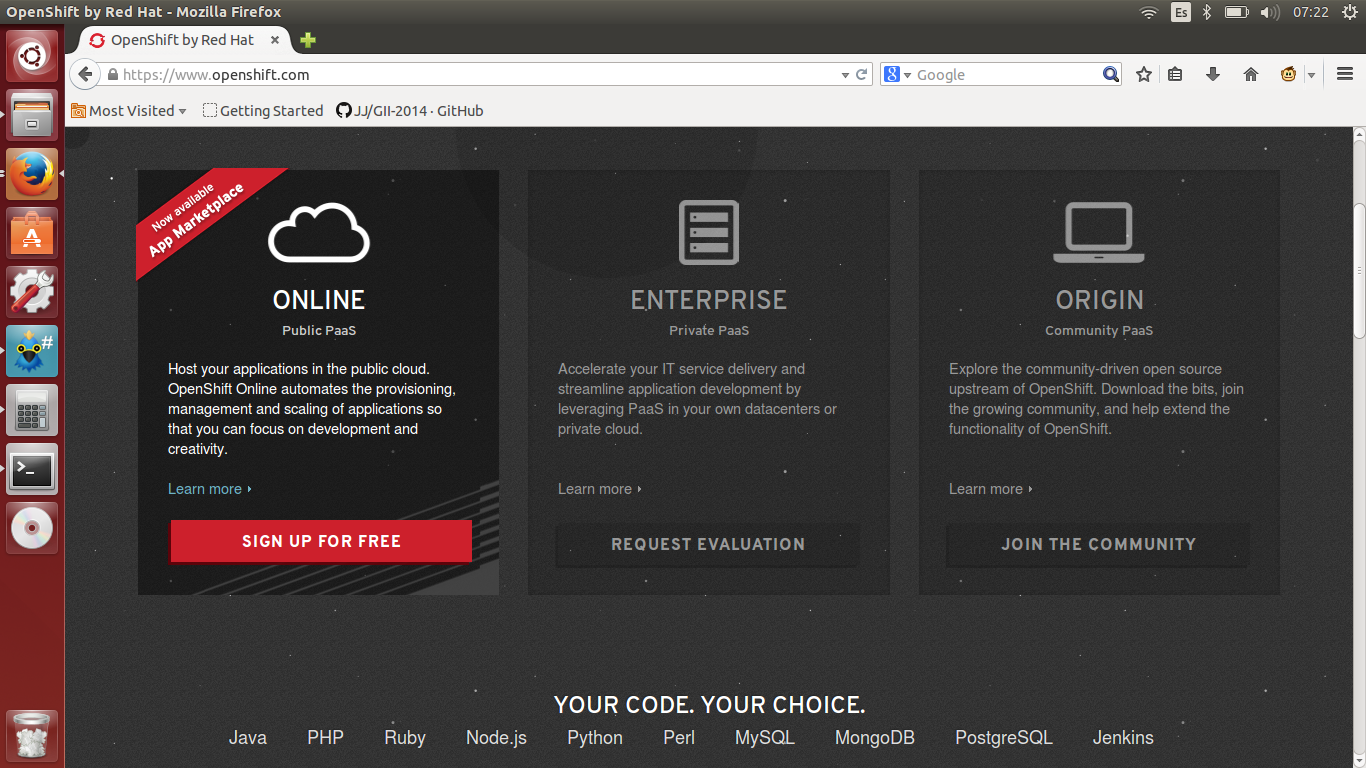 OpenShift by Red Hat - Mozilla Firefox
Es
07:22
OpenShift by Red Hat
https://www.openshift.com
Google
Most Visited
Getting Started
JJ/GII-2014 · GitHub
Now available
App Marketplace
ONLINE
Public PaaS
Host your applications in the public cloud.
OpenShift Online automates the provisioning,
management and scaling of applications so
that you can focus on development and
creativity.
Learn more
SIGN UP FOR FREE
ENTERPRISE
Private PaaS
Accelerate your IT service delivery and
streamline application development by
leveraging PaaS in your own datacenters or
private cloud.
Learn more
REQUEST EVALUATION
ORIGIN
Community PaaS
Explore the community-driven open source
upstream of OpenShift. Download the bits, join
the growing community, and help extend the
functionality of OpenShift.
Learn more
JOIN THE COMMUNITY
YOUR CODE. YOUR CHOICE.
Java PHP Ruby Node.js Python Perl MySQL MongoDB PostgreSQL Jenkins